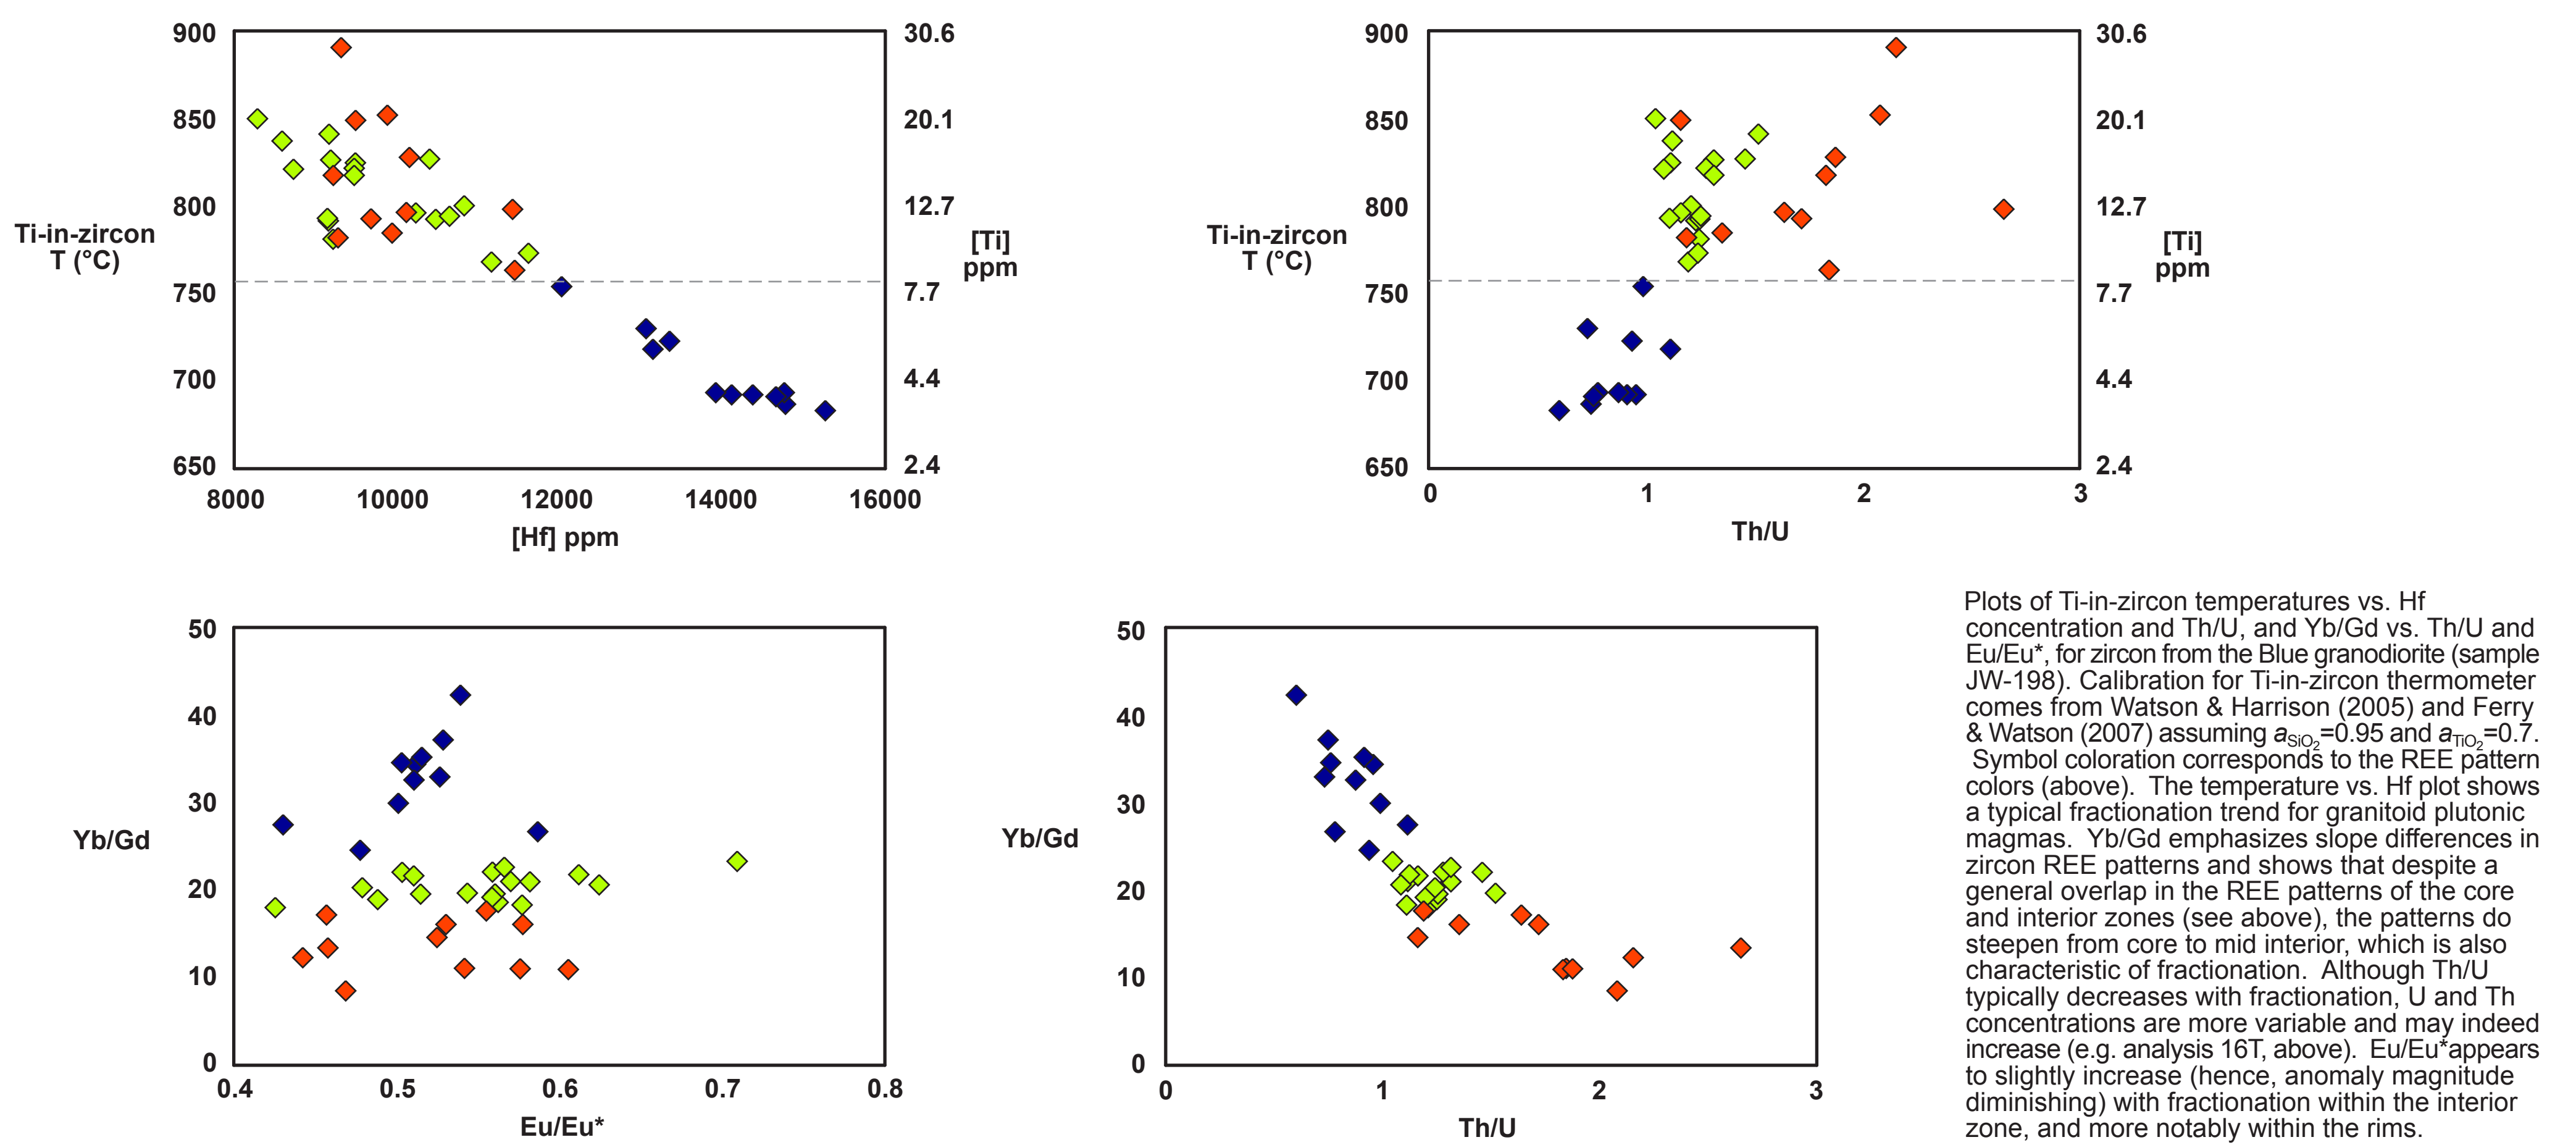 900
850
800
750
700
650
Ti-in-zircon
T (°C)
30.6
20.1
12.7
7.7
4.4
2.4
[Ti]
ppm
8000 10000 12000 14000 16000
[Hf] ppm
900
850
800
750
700
650
Ti-in-zircon
T (°C)
30.6
20.1
12.7
7.7
4.4
2.4
[Ti]
ppm
0 1 2 3
Th/U
50
40
30
20
10
0
Yb/Gd
0.4 0.5 0.6 0.7 0.8
Eu/Eu*
50
40
30
20
10
0
Yb/Gd
0 1 2 3
Th/U
Plots of Ti-in-zircon temperatures vs. Hf
concentration and Th/U, and Yb/Gd vs. Th/U and
Eu/Eu*, for zircon from the Blue granodiorite (sample
JW-198). Calibration for Ti-in-zircon thermometer
comes from Watson & Harrison (2005) and Ferry
& Watson (2007) assuming aSiO2=0.95 and aTiO2=0.7.
Symbol coloration corresponds to the REE pattern
colors (above). The temperature vs. Hf plot shows
a typical fractionation trend for granitoid plutonic
magmas. Yb/Gd emphasizes slope differences in
zircon REE patterns and shows that despite a
general overlap in the REE patterns of the core
and interior zones (see above), the patterns do
steepen from core to mid interior, which is also
characteristic of fractionation. Although Th/U
typically decreases with fractionation, U and Th
concentrations are more variable and may indeed
increase (e.g. analysis 16T, above). Eu/Eu*appears
to slightly increase (hence, anomaly magnitude
diminishing) with fractionation within the interior
zone, and more notably within the rims.